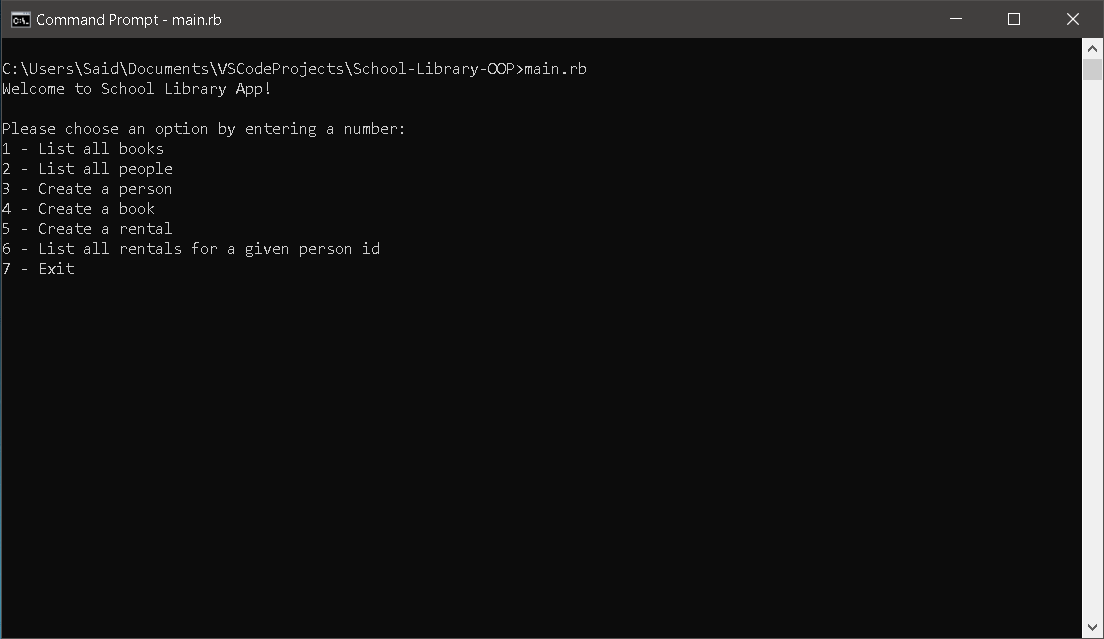 Command Prompt - main.rb
C:\Users\Said\Documents\VSCodeProjects\School-Library-OOP>main.rb
Welcome to School Library App!
Please choose an option by entering a number:
1 - List all books
2 - List all people
3 - Create a person
4 - Create a book
5 - Create a rental
6 - List all rentals for a given person id
7 - Exit